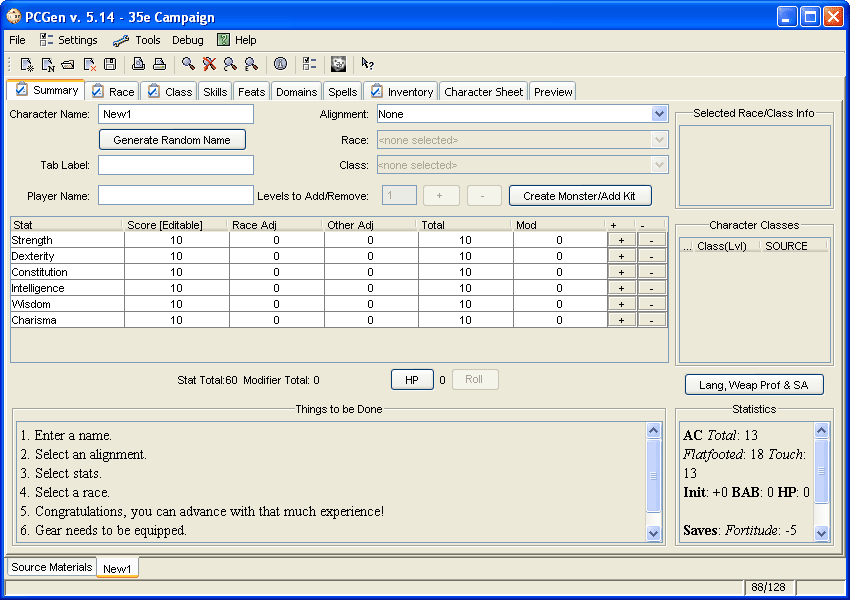 PCGen v. 5.14 - 35e Campaign
File Settings Tools Debug Help
Summary Race Class Skills Feats Domains Spells Inventory Character Sheet Preview
Character Name: New1 Alignment: None
Generate Random Name Race: <none selected>
Tab Label: Class: <none selected>
Player Name: Levels to Add/Remove: 1 + - Create Monster/Add Kit
Selected Race/Class Info
Stat Score [Editable] Race Adj Other Adj Total Mod + -
Strength 10 0 0 10 0 + -
Dexterity 10 0 0 10 0 + -
Constitution 10 0 0 10 0 + -
Intelligence 10 0 0 10 0 + -
Wisdom 10 0 0 10 0 + -
Charisma 10 0 0 10 0 + -
Character Classes
... Class(Lvl) SOURCE
Stat Total:60 Modifier Total: 0 HP 0 Roll
Lang, Weap Prof & SA
Things to be Done
1. Enter a name.
2. Select an alignment.
3. Select stats.
4. Select a race.
5. Congratulations, you can advance with that much experience!
6. Gear needs to be equipped.
Statistics
AC Total: 13
Flatfooted: 18 Touch:
13
Init: +0 BAB: 0 HP: 0
Saves: Fortitude: -5
Source Materials New1
88/128